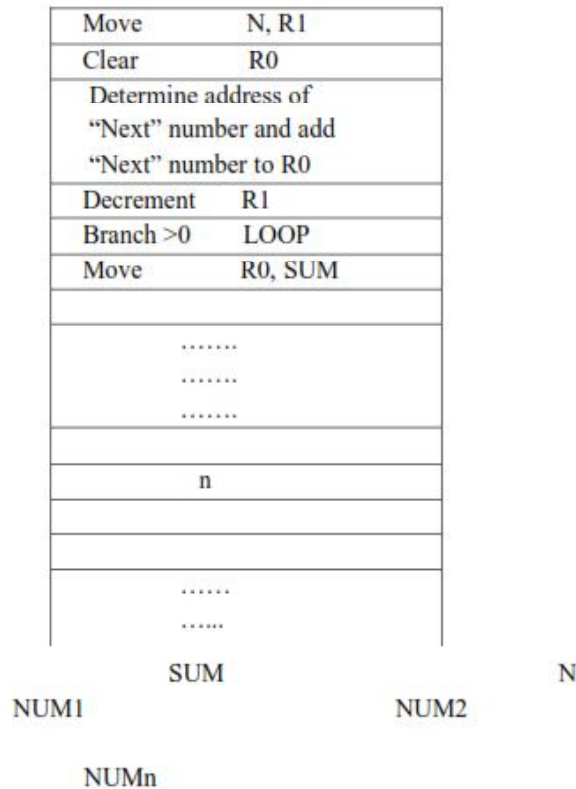 Move N, R1
Clear R0
Determine address of
“Next” number and add
“Next” number to R0
Decrement R1
Branch >0 LOOP
Move R0, SUM
…….
…….
…….
n
……
…...
SUM N
NUM1 NUM2
NUMn